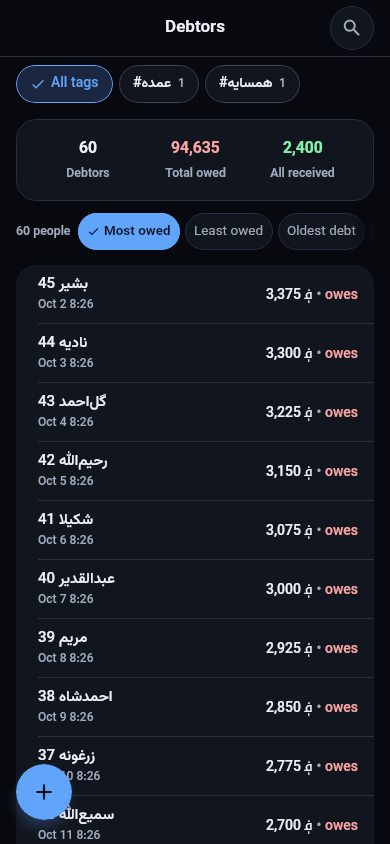 Debtors
All tags
#عمده 1
#همسایه 1
60 94,635 2,400
Debtors Total owed All received
60 people Most owed Least owed Oldest debt
بشیر 45
Oct 2 8:26
3,375 ؋ • owes
نادیه 44
Oct 3 8:26
3,300 ؋ • owes
گل‌احمد 43
Oct 4 8:26
3,225 ؋ • owes
رحیم‌الله 42
Oct 5 8:26
3,150 ؋ • owes
شکیلا 41
Oct 6 8:26
3,075 ؋ • owes
عبدالقدیر 40
Oct 7 8:26
3,000 ؋ • owes
مریم 39
Oct 8 8:26
2,925 ؋ • owes
احمدشاه 38
Oct 9 8:26
2,850 ؋ • owes
زرغونه 37
10 8:26
2,775 ؋ • owes
سمیع‌الله
Oct 11 8:26
2,700 ؋ • owes